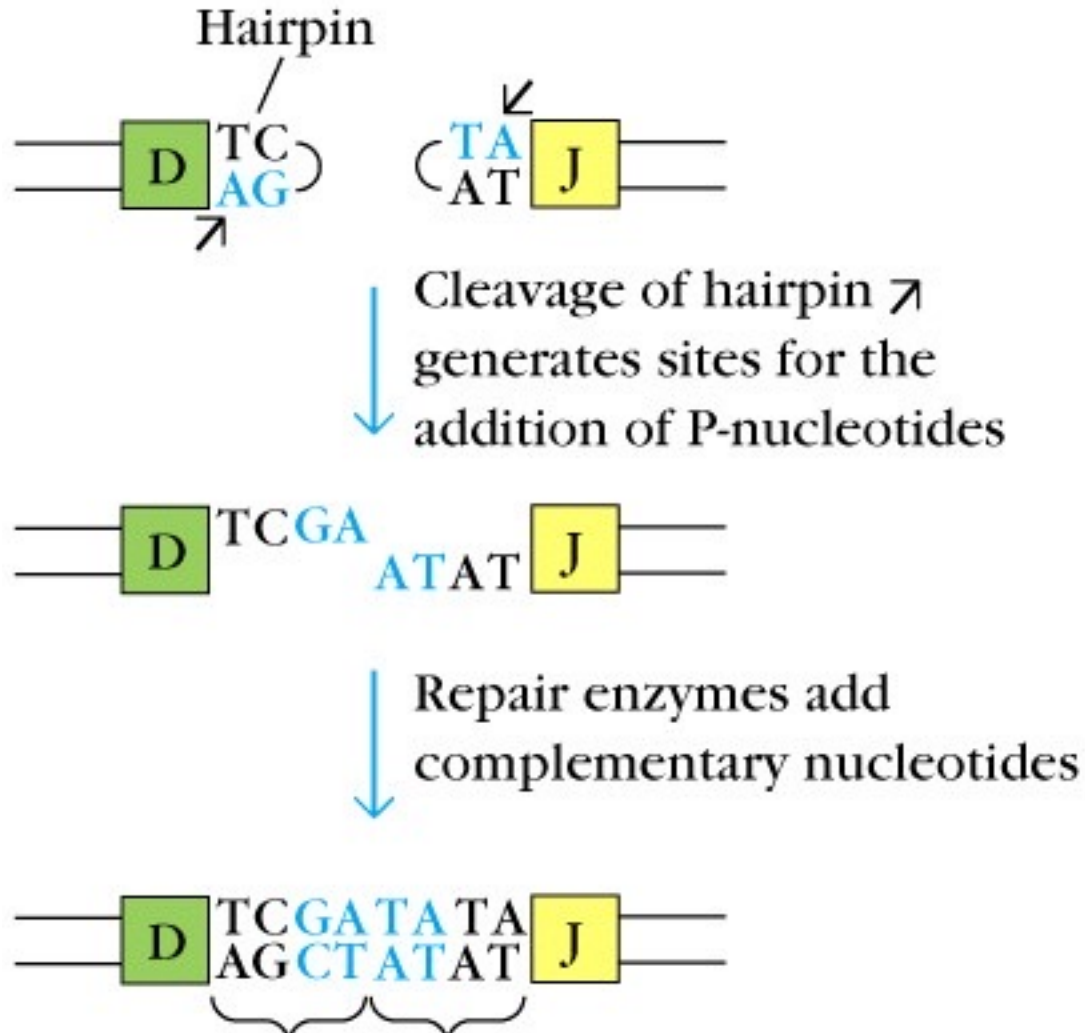 Hairpin
D TC TA J
AG AT
Cleavage of hairpin
generates sites for the
addition of P-nucleotides
D TCGA J
ATAT
Repair enzymes add
complementary nucleotides
D TCGATATA J
AGCTATAT